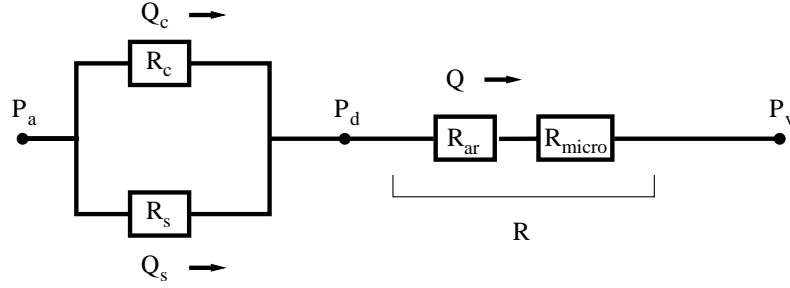 Q_c
R_c
P_a
P_d
Q
P_v
R_ar
R_micro
R_s
R
Q_s